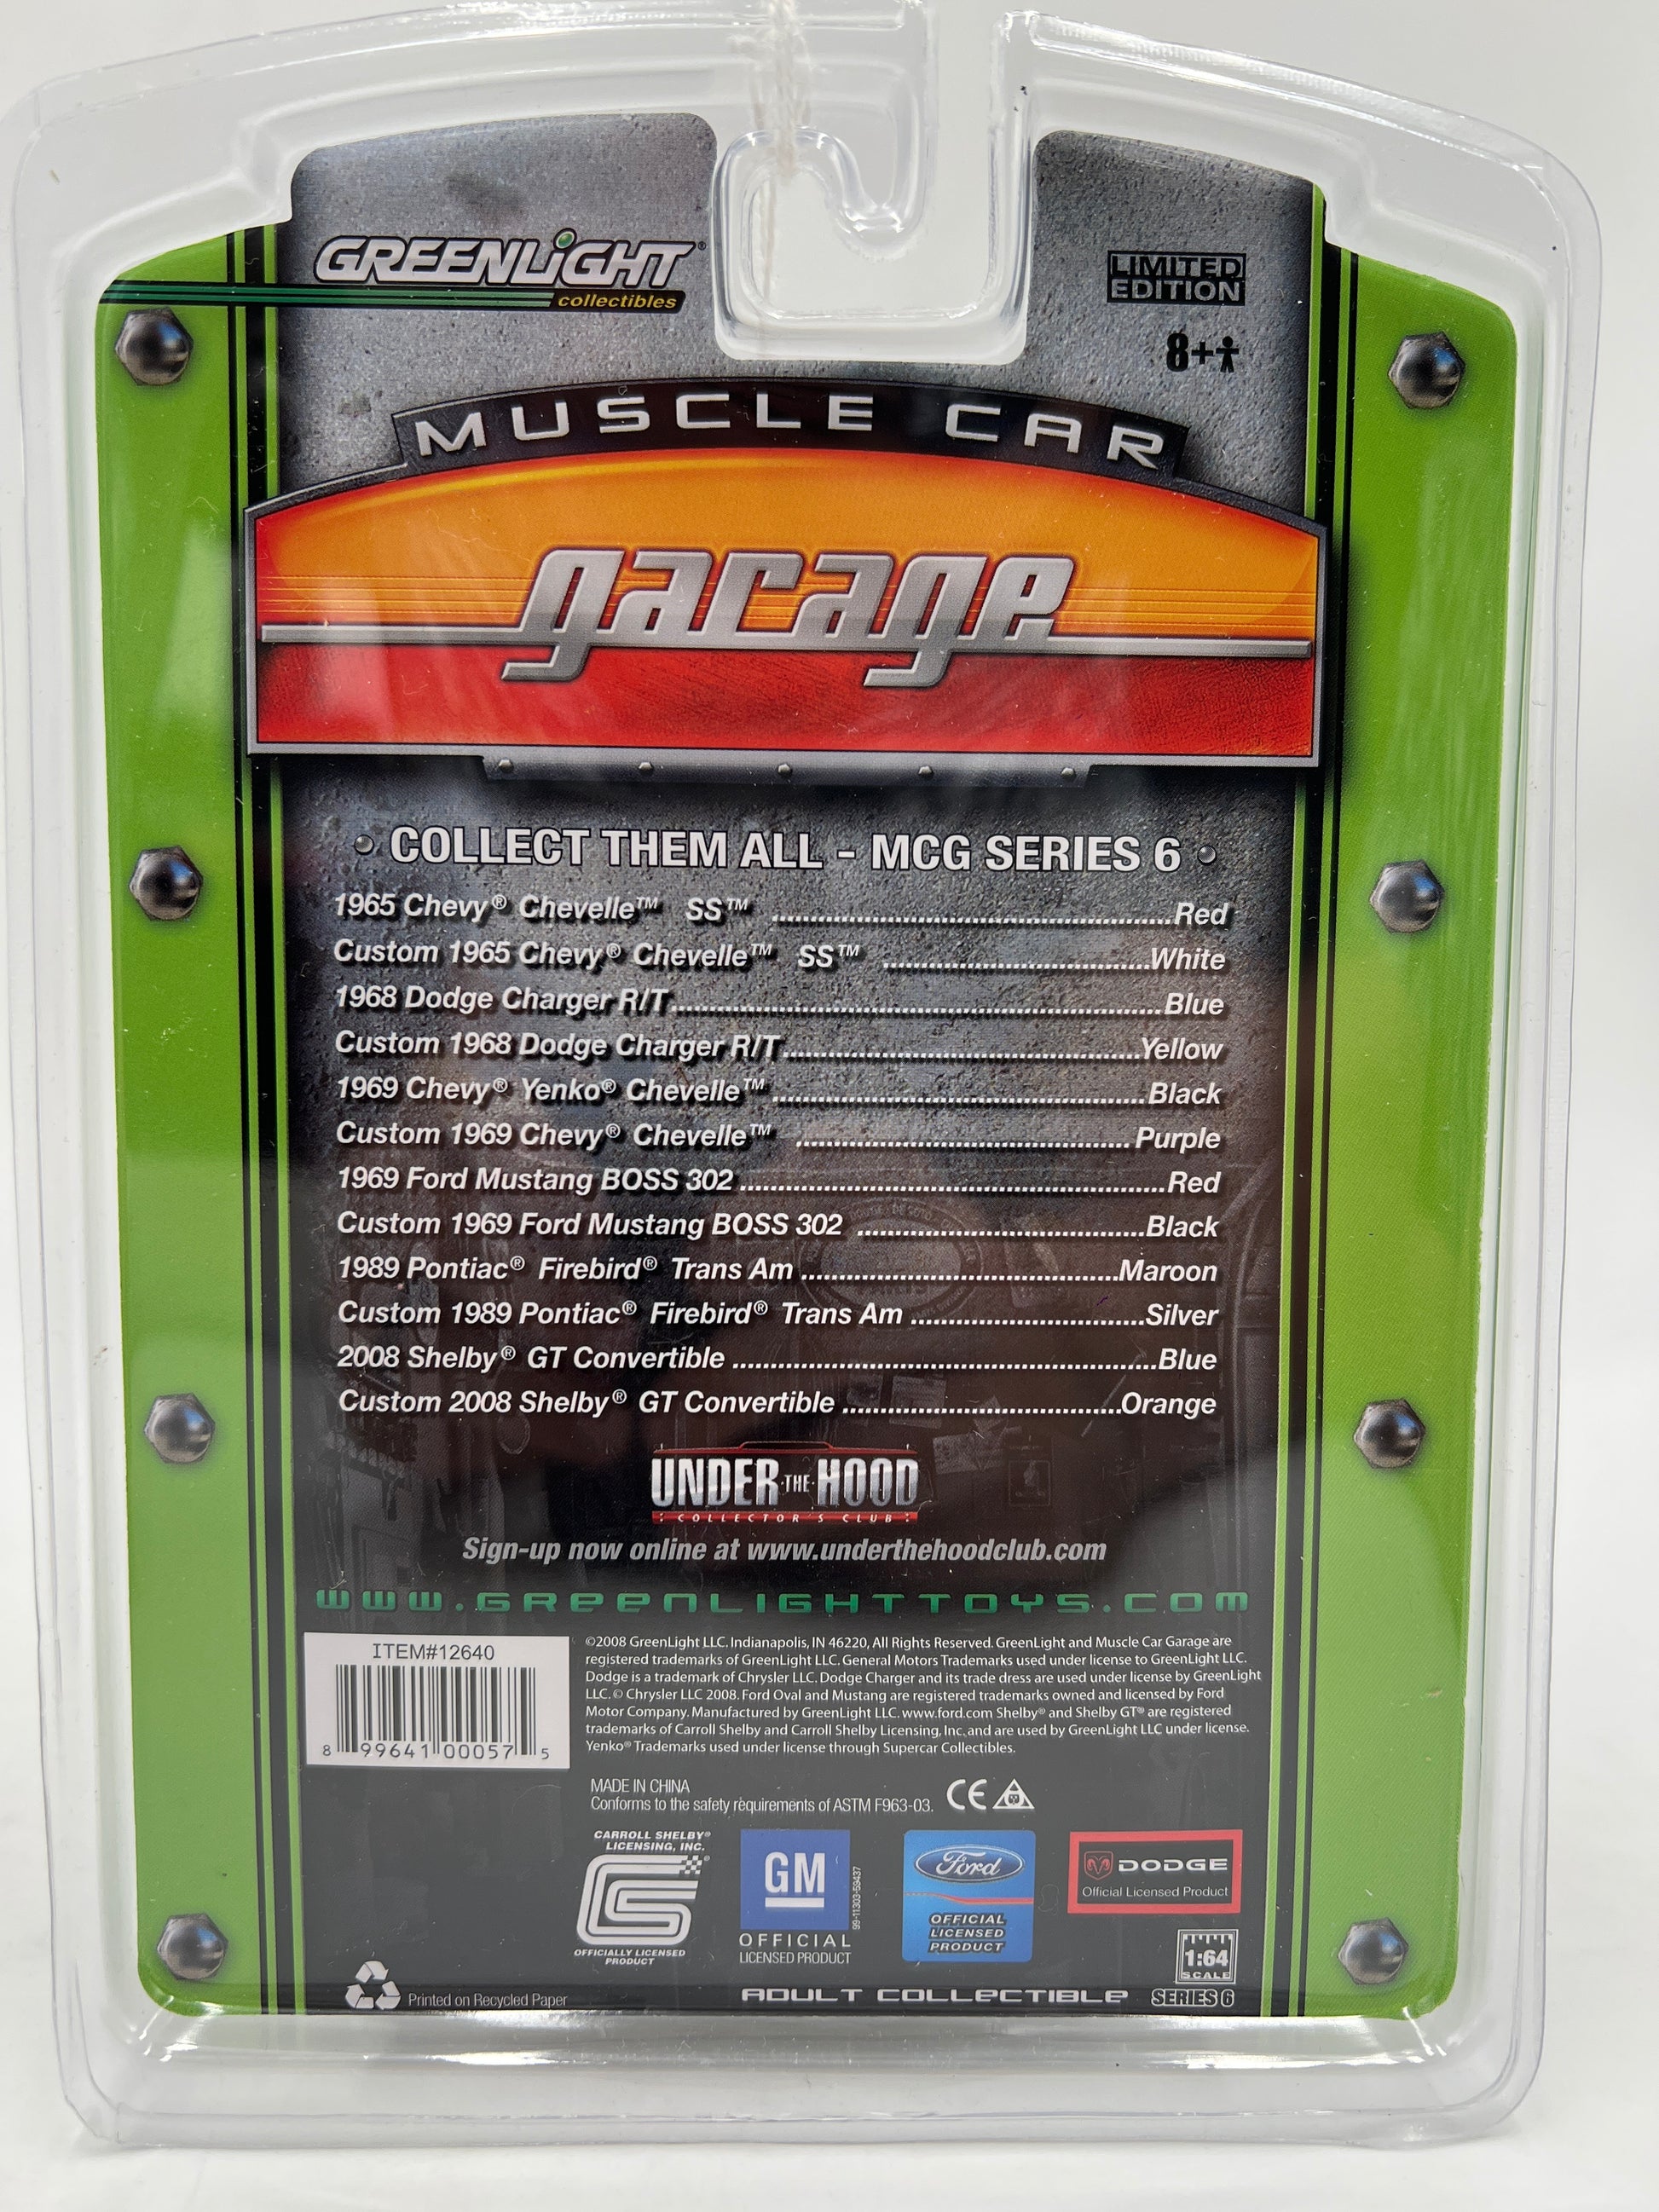 GREENLiGHT®
collectibles
LIMITED
EDITION
8+
MUSCLE CAR
garage
COLLECT THEM ALL - MCG SERIES 6
1965 Chevy® Chevelle™ SS™ ........Red
Custom 1965 Chevy® Chevelle™ SS™ ........White
1968 Dodge Charger R/T........Blue
Custom 1968 Dodge Charger R/T........Yellow
1969 Chevy® Yenko® Chevelle™ ........Black
Custom 1969 Chevy® Chevelle™ ........Purple
1969 Ford Mustang BOSS 302 ........Red
Custom 1969 Ford Mustang BOSS 302 ........Black
1989 Pontiac® Firebird® Trans Am ........Maroon
Custom 1989 Pontiac® Firebird® Trans Am ........Silver
2008 Shelby® GT Convertible ........Blue
Custom 2008 Shelby® GT Convertible ........Orange
UNDER·THE·HOOD
COLLECTOR'S CLUB
Sign-up now online at www.underthehoodclub.com
www.GREENLIGHTTOYS.COM
ITEM#12640
8 99641 00057 5
©2008 GreenLight LLC. Indianapolis, IN 46220, All Rights Reserved. GreenLight and Muscle Car Garage are
registered trademarks of GreenLight LLC. General Motors Trademarks used under license to GreenLight LLC.
Dodge is a trademark of Chrysler LLC. Dodge Charger and its trade dress are used under license by GreenLight
LLC. © Chrysler LLC 2008. Ford Oval and Mustang are registered trademarks owned and licensed by Ford
Motor Company. Manufactured by GreenLight LLC. www.ford.com Shelby® and Shelby GT® are registered
trademarks of Carroll Shelby and Carroll Shelby Licensing, Inc, and are used by GreenLight LLC under license.
Yenko® Trademarks used under license through Supercar Collectibles.
MADE IN CHINA
Conforms to the safety requirements of ASTM F963-03. CE
CARROLL SHELBY®
LICENSING, INC.
CS®
OFFICIALLY LICENSED
PRODUCT
GM
OFFICIAL
LICENSED PRODUCT
99-11303-59437
Ford
OFFICIAL
LICENSED
PRODUCT
DODGE
Official Licensed Product
1:64
SCALE
Printed on Recycled Paper
ADULT COLLECTIBLE
SERIES 6